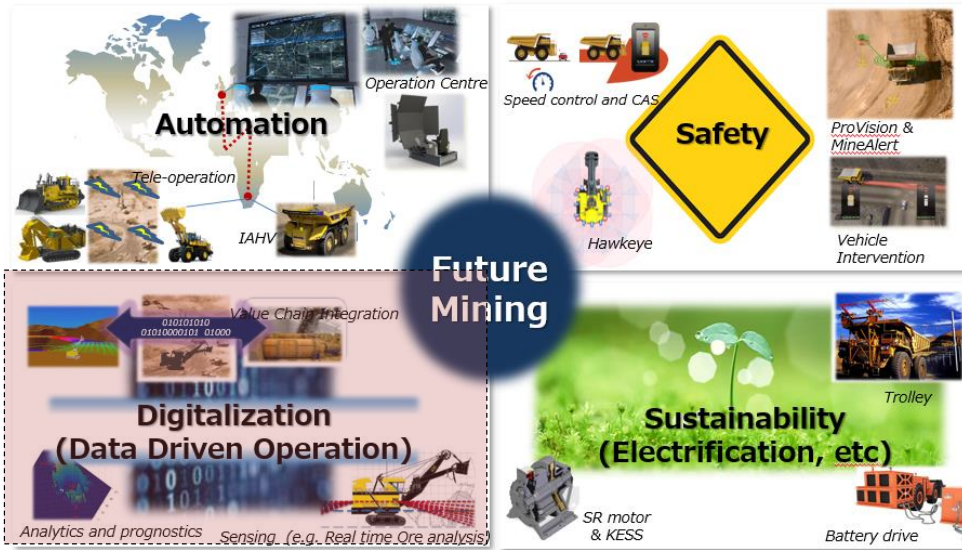 Operation Centre
Automation
Tele-operation
IAHV
Speed control and CAS
Safety
ProVision &
MineAlert
Hawkeye
Vehicle
Intervention
Future
Mining
Value Chain Integration
010101010
01010000101 01000
Digitalization
(Data Driven Operation)
Analytics and prognostics
Sensing (e.g. Real time Ore analysis)
Trolley
Sustainability
(Electrification, etc)
SR motor
& KESS
Battery drive